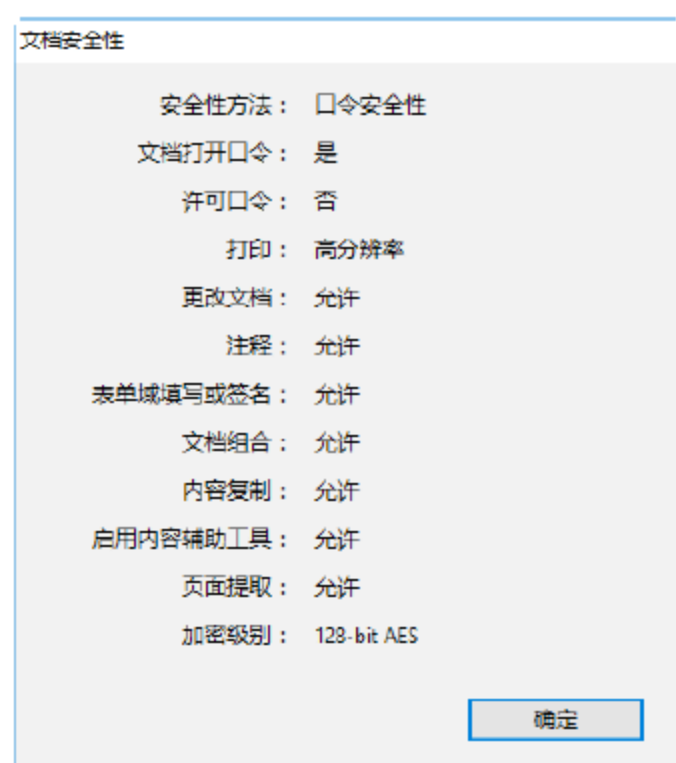 文档安全性
安全性方法： 口令安全性
文档打开口令： 是
许可口令： 否
打印： 高分辨率
更改文档： 允许
注释： 允许
表单域填写或签名： 允许
文档组合： 允许
内容复制： 允许
启用内容辅助工具： 允许
页面提取： 允许
加密级别： 128-bit AES
确定